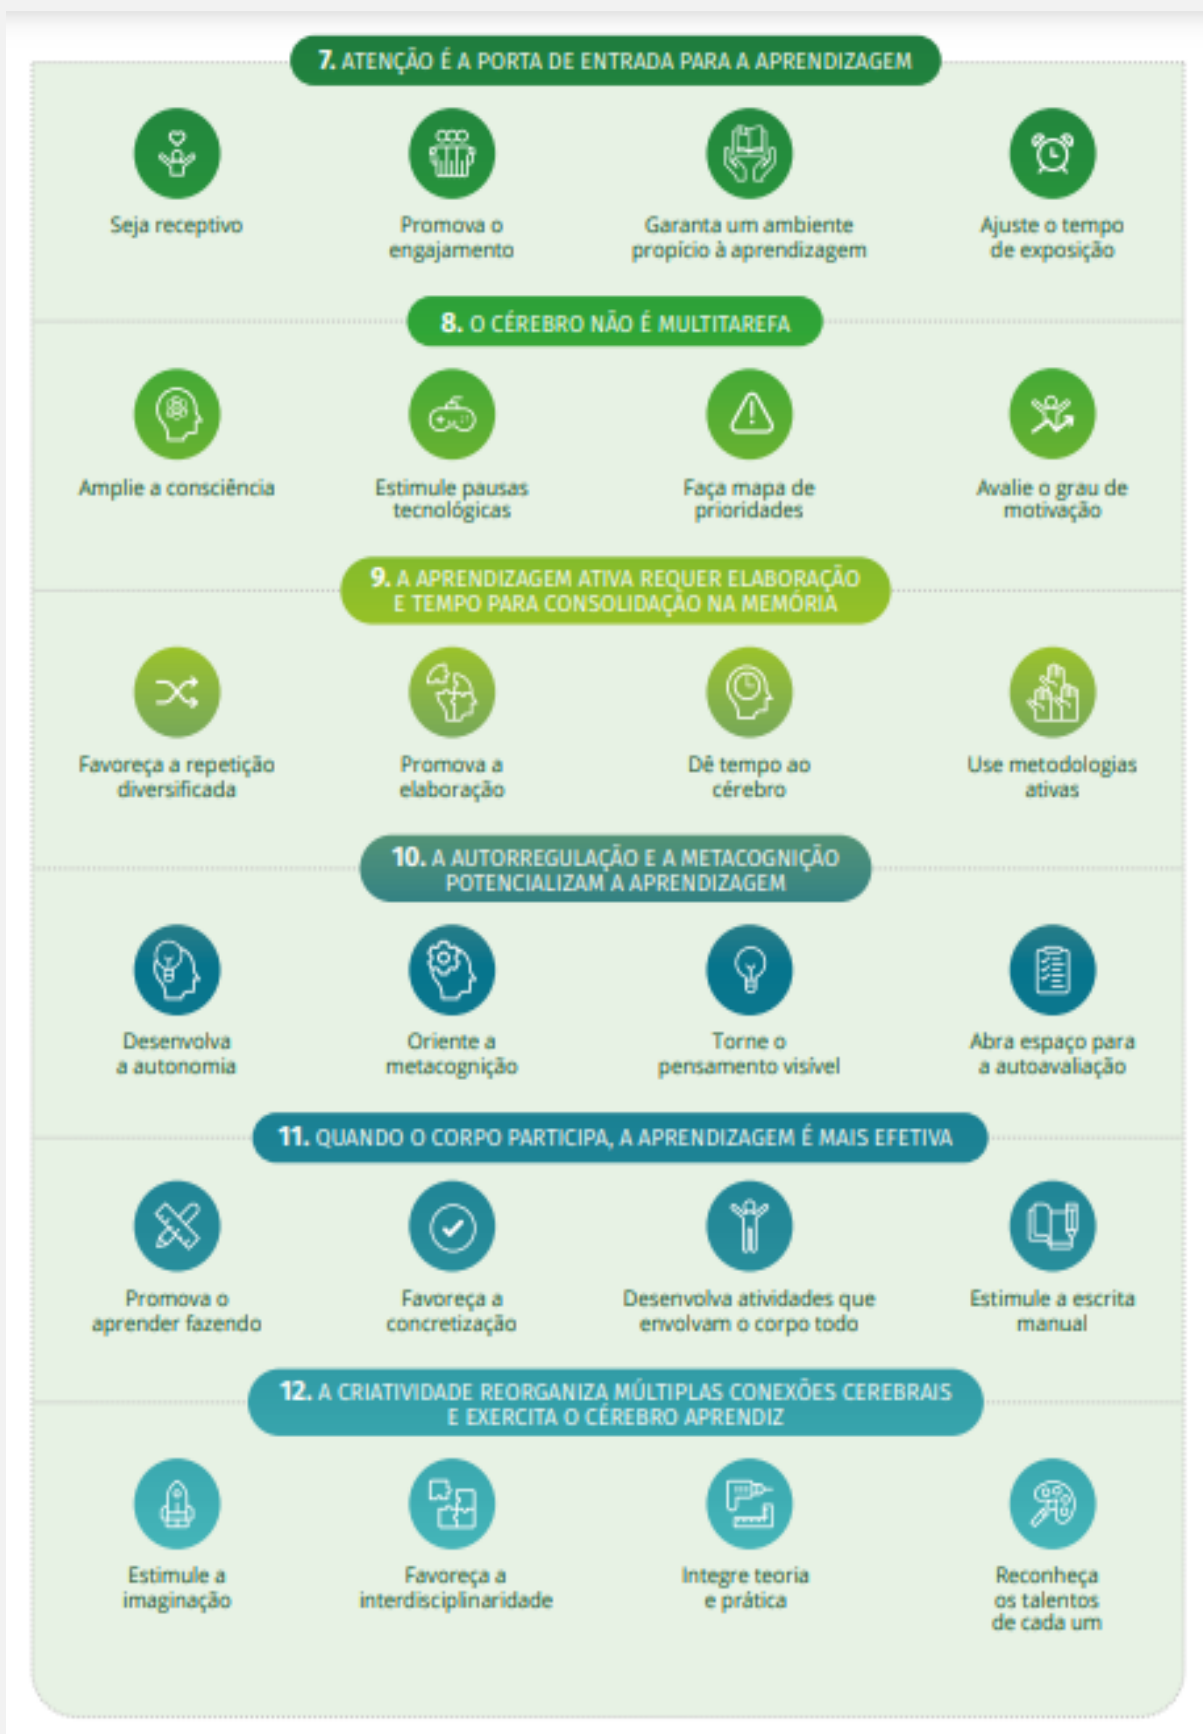 7. ATENÇÃO É A PORTA DE ENTRADA PARA A APRENDIZAGEM
Seja receptivo
Promova o
engajamento
Garanta um ambiente
propício à aprendizagem
Ajuste o tempo
de exposição
8. O CÉREBRO NÃO É MULTITAREFA
Amplie a consciência
Estimule pausas
tecnológicas
Faça mapa de
prioridades
Avalie o grau de
motivação
9. A APRENDIZAGEM ATIVA REQUER ELABORAÇÃO
E TEMPO PARA CONSOLIDAÇÃO NA MEMÓRIA
Favoreça a repetição
diversificada
Promova a
elaboração
Dê tempo ao
cérebro
Use metodologias
ativas
10. A AUTORREGULAÇÃO E A METACOGNIÇÃO
POTENCIALIZAM A APRENDIZAGEM
Desenvolva
a autonomia
Oriente a
metacognição
Torne o
pensamento visível
Abra espaço para
a autoavaliação
11. QUANDO O CORPO PARTICIPA, A APRENDIZAGEM É MAIS EFETIVA
Promova o
aprender fazendo
Favoreça a
concretização
Desenvolva atividades que
envolvam o corpo todo
Estimule a escrita
manual
12. A CRIATIVIDADE REORGANIZA MÚLTIPLAS CONEXÕES CEREBRAIS
E EXERCITA O CÉREBRO APRENDIZ
Estimule a
imaginação
Favoreça a
interdisciplinaridade
Integre teoria
e prática
Reconheça
os talentos
de cada um